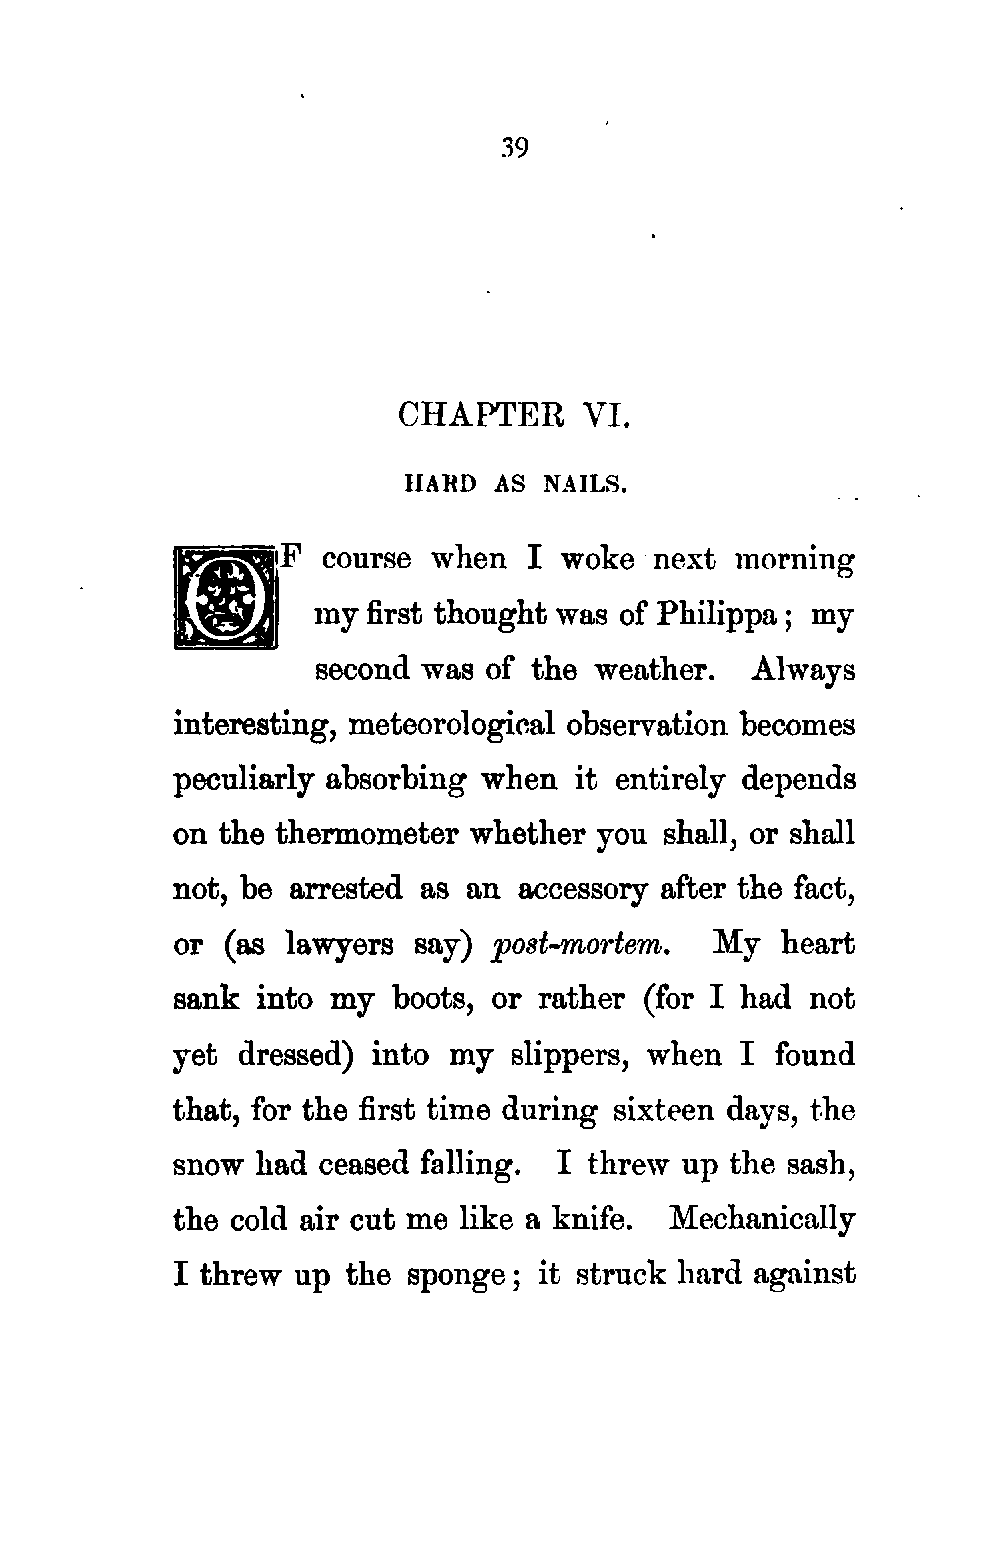 39
CHAPTER VI.
HARD AS NAILS.
OF course when I woke next morning
my first thought was of Philippa; my
second was of the weather. Always
interesting, meteorological observation becomes
peculiarly absorbing when it entirely depends
on the thermometer whether you shall, or shall
not, be arrested as an accessory after the fact,
or (as lawyers say) post-mortem. My heart
sank into my boots, or rather (for I had not
yet dressed) into my slippers, when I found
that, for the first time during sixteen days, the
snow had ceased falling. I threw up the sash,
the cold air cut me like a knife. Mechanically
I threw up the sponge; it struck hard against